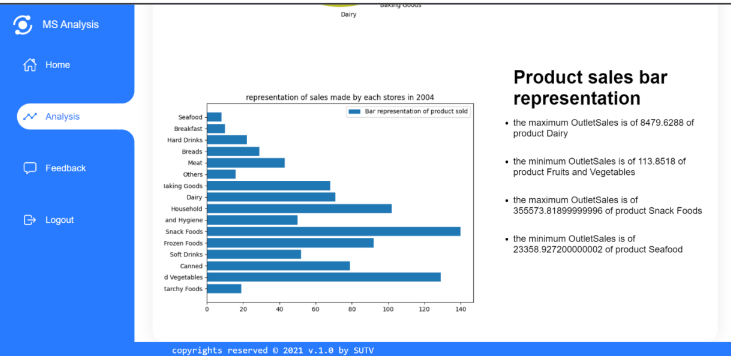 MS Analysis
Home
Analysis
Feedback
Logout
Dairy
Baking Goods
representation of sales made by each stores in 2004
Bar representation of product sold
Seafood
Breakfast
Hard Drinks
Breads
Meat
Others
Baking Goods
Dairy
Household
and Hygiene
Snack Foods
Frozen Foods
Soft Drinks
Canned
d Vegetables
tarchy Foods
0 20 40 60 80 100 120 140
Product sales bar
representation
• the maximum OutletSales is of 8479.6288 of
product Dairy
• the minimum OutletSales is of 113.8518 of
product Fruits and Vegetables
• the maximum OutletSales is of
355573.81899999996 of product Snack Foods
• the minimum OutletSales is of
23358.927200000002 of product Seafood
copyrights reserved © 2021 v.1.0 by SUTV